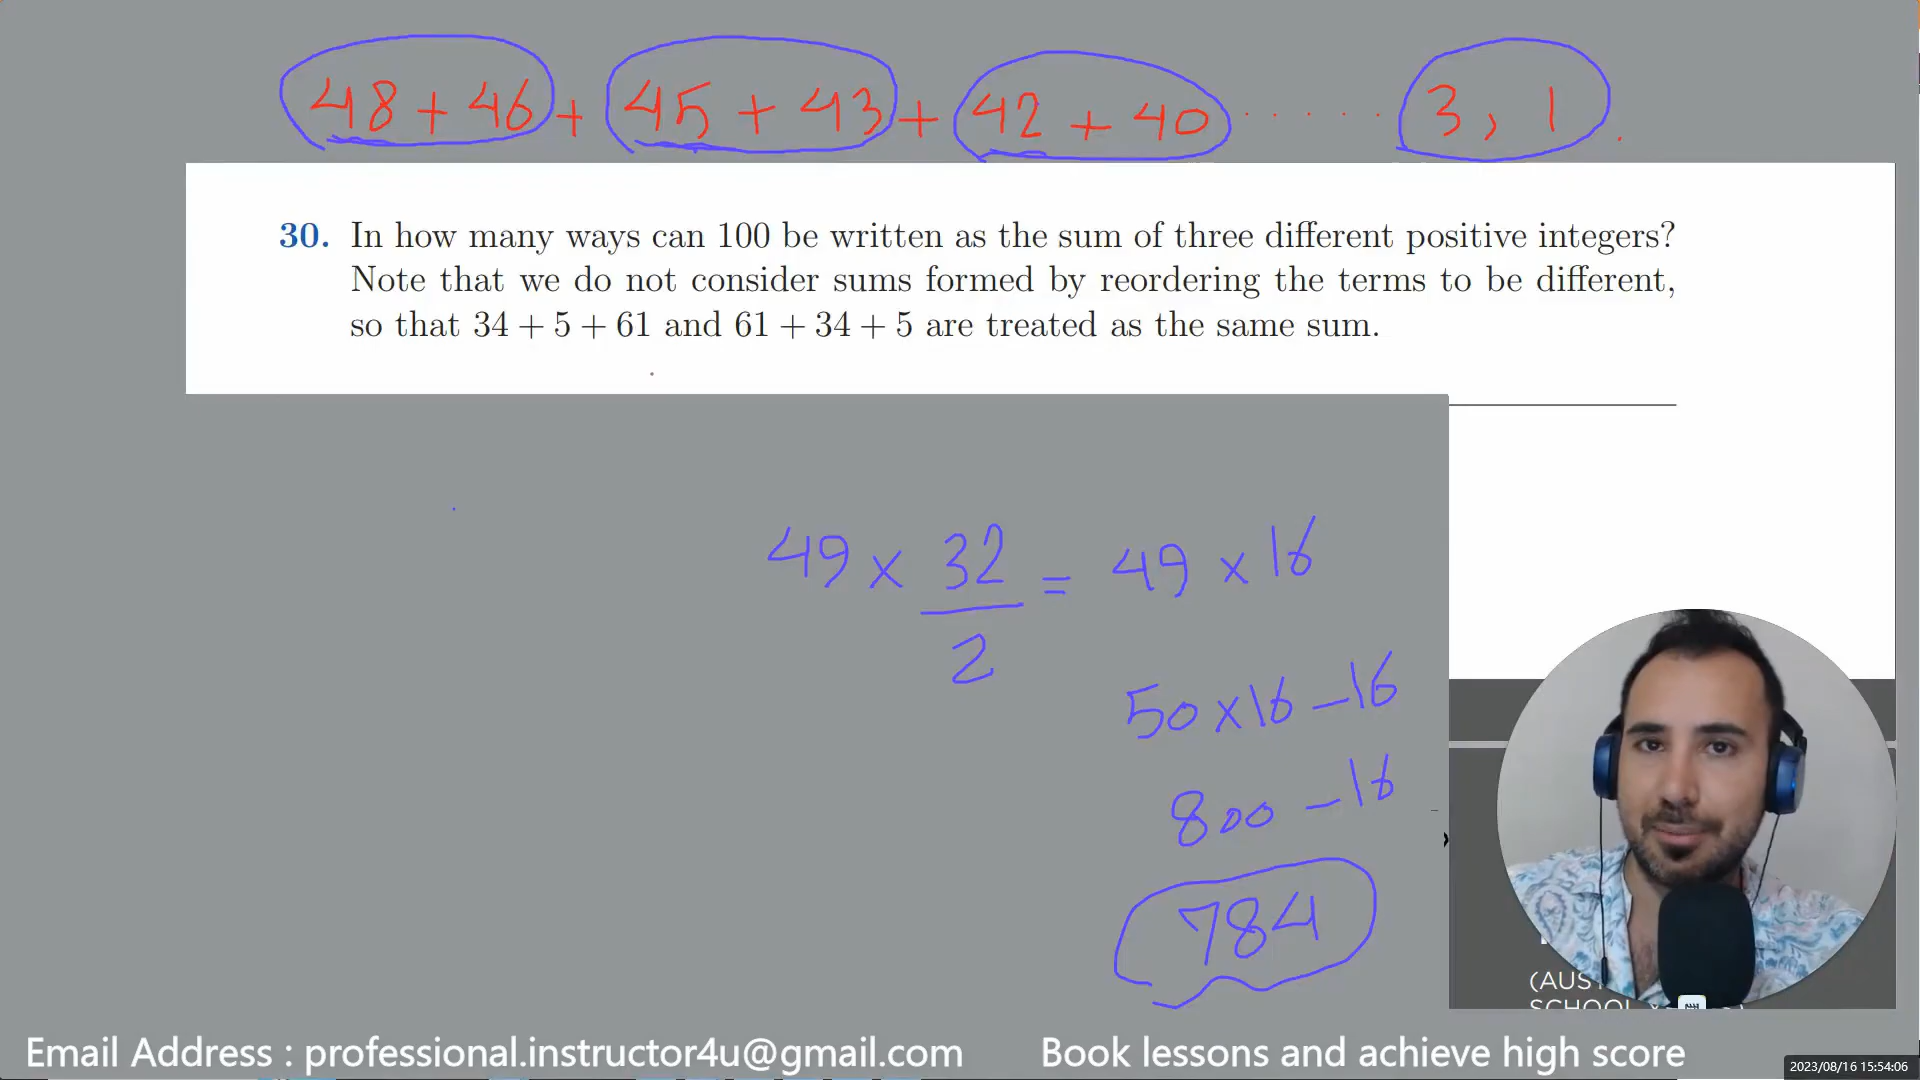 48 + 46 + 45 + 43 + 42 + 40 ...... 3, 1.
30. In how many ways can 100 be written as the sum of three different positive integers?
Note that we do not consider sums formed by reordering the terms to be different,
so that 34 + 5 + 61 and 61 + 34 + 5 are treated as the same sum.
49 × 32/2 = 49 × 16
50 × 16 – 16
800 – 16
784
(AUS
SCHOOL
Email Address : professional.instructor4u@gmail.com Book lessons and achieve high score
2023/08/16 15:54:06